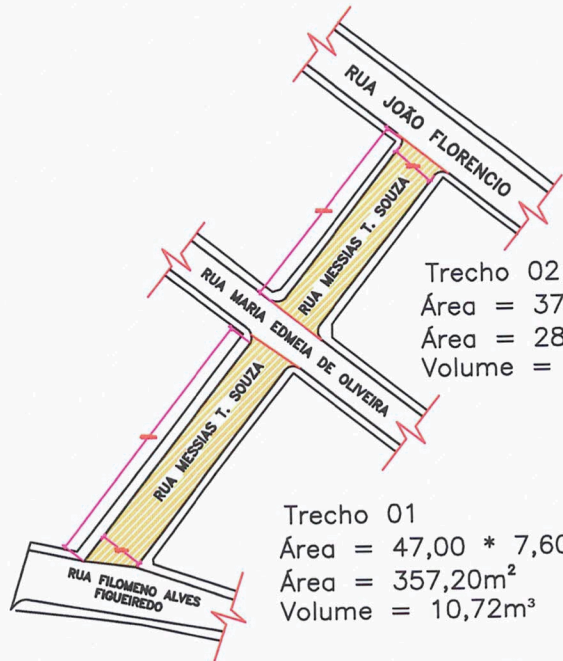 RUA JOÃO FLORENCIO
RUA MESSIAS T. SOUZA
Trecho 02
Área = 37
Área = 28
Volume =
RUA MARIA EDMEIA DE OLIVEIRA
RUA MESSIAS T. SOUZA
Trecho 01
Área = 47,00 * 7,60
Área = 357,20m²
Volume = 10,72m³
RUA FILOMENO ALVES
FIGUEIREDO